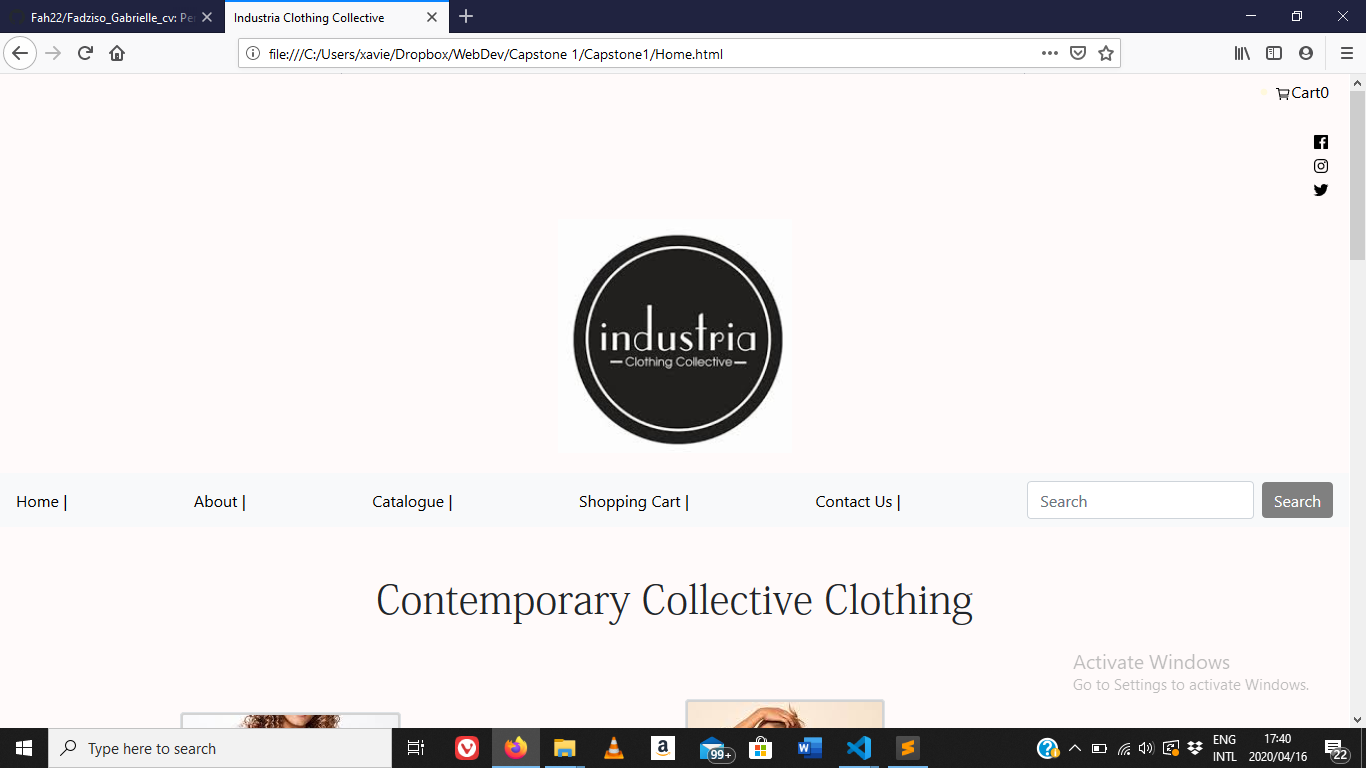 Fah22/Fadziso_Gabrielle_cv: Pe
Industria Clothing Collective
file:///C:/Users/xavie/Dropbox/WebDev/Capstone 1/Capstone1/Home.html
Cart0
industria
Clothing Collective
Home |
About |
Catalogue |
Shopping Cart |
Contact Us |
Search
Search
Contemporary Collective Clothing
Activate Windows
Go to Settings to activate Windows.
Type here to search
a
99+
W
S
?
ENG
INTL
17:40
2020/04/16
22